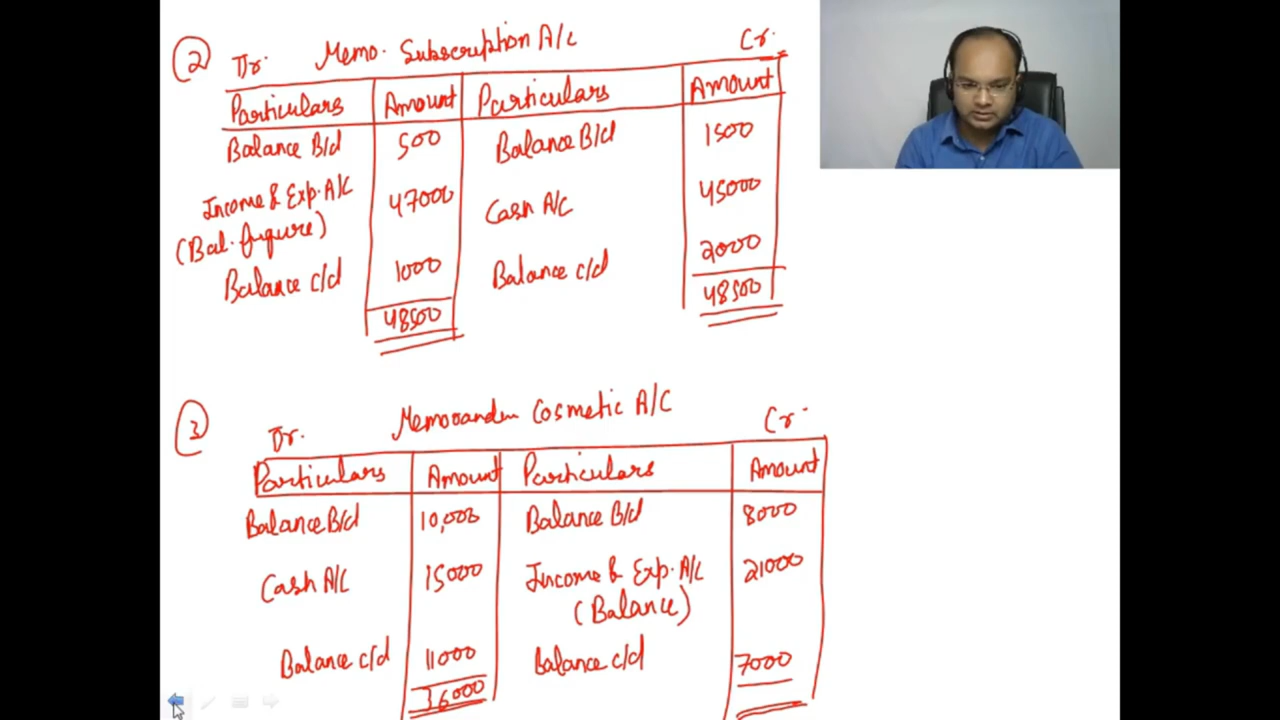 (2) Dr. Memo. Subscription A/c Cr.
Particulars Amount Particulars Amount
Balance B/d 500 Balance B/d 1500
Income & Exp. A/c 47000 Cash A/c 45000
(Bal. figure)
Balance c/d 1000 Balance c/d 2000
48500 48500
(3) Dr. Memorandum Cosmetic A/c Cr.
Particulars Amount Particulars Amount
Balance B/d 10,000 Balance B/d 8000
Cash A/c 15000 Income & Exp. A/c 21000
(Balance)
Balance c/d 11000 Balance c/d 7000
36000